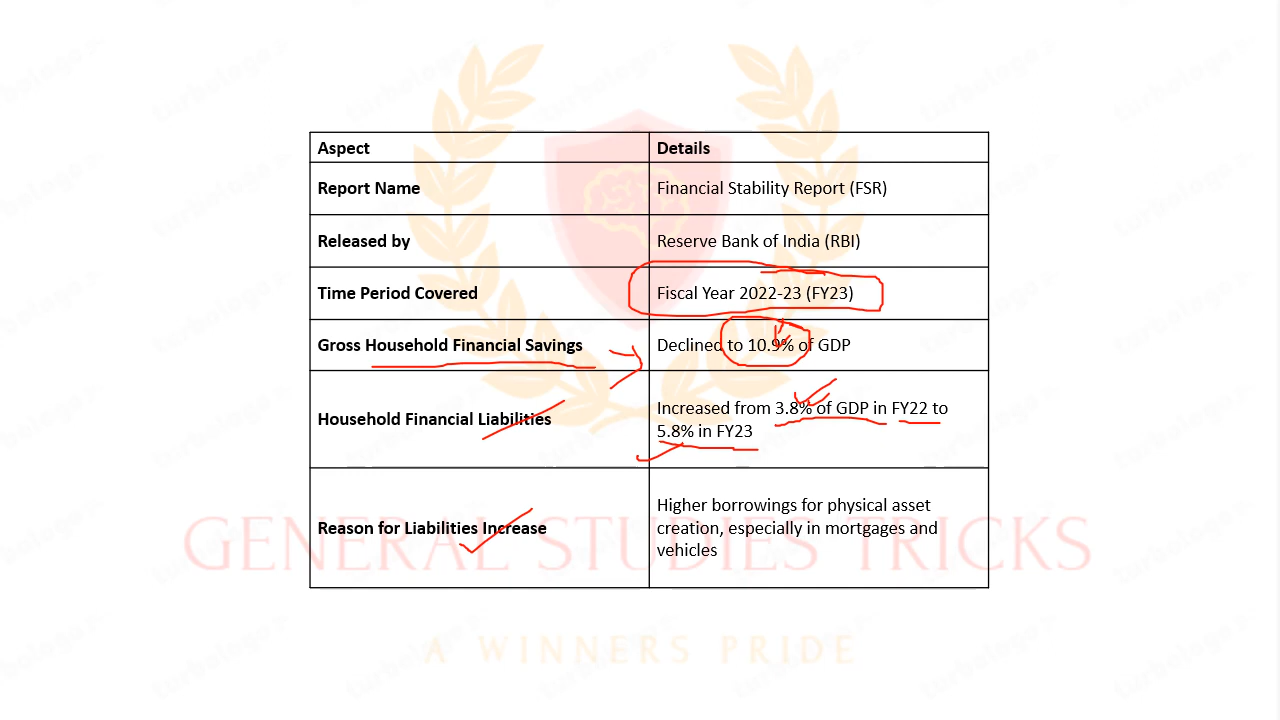 Aspect
Details
Report Name
Financial Stability Report (FSR)
Released by
Reserve Bank of India (RBI)
Time Period Covered
Fiscal Year 2022-23 (FY23)
Gross Household Financial Savings
Declined to 10.9% of GDP
Household Financial Liabilities
Increased from 3.8% of GDP in FY22 to
5.8% in FY23
Reason for Liabilities Increase
Higher borrowings for physical asset
creation, especially in mortgages and
vehicles
GENERAL STUDIES TRICKS
A WINNERS PRIDE